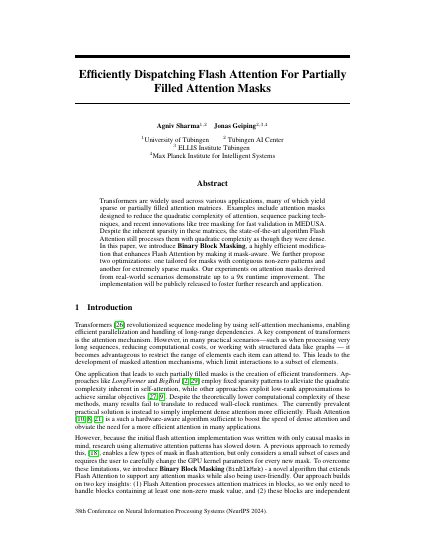 Efficiently Dispatching Flash Attention For Partially
Filled Attention Masks
Agniv Sharma1,2 Jonas Geiping2,3,4
1University of Tübingen 2Tübingen AI Center
3 ELLIS Institute Tübingen
4Max Planck Institute for Intelligent Systems
Abstract
Transformers are widely used across various applications, many of which yield
sparse or partially filled attention matrices. Examples include attention masks
designed to reduce the quadratic complexity of attention, sequence packing tech-
niques, and recent innovations like tree masking for fast validation in MEDUSA.
Despite the inherent sparsity in these matrices, the state-of-the-art algorithm Flash
Attention still processes them with quadratic complexity as though they were dense.
In this paper, we introduce Binary Block Masking, a highly efficient modifica-
tion that enhances Flash Attention by making it mask-aware. We further propose
two optimizations: one tailored for masks with contiguous non-zero patterns and
another for extremely sparse masks. Our experiments on attention masks derived
from real-world scenarios demonstrate up to a 9x runtime improvement. The
implementation will be publicly released to foster further research and application.
1 Introduction
Transformers [26] revolutionized sequence modeling by using self-attention mechanisms, enabling
efficient parallelization and handling of long-range dependencies. A key component of transformers
is the attention mechanism. However, in many practical scenarios—such as when processing very
long sequences, reducing computational costs, or working with structured data like graphs — it
becomes advantageous to restrict the range of elements each item can attend to. This leads to the
development of masked attention mechanisms, which limit interactions to a subset of elements.
One application that lead to such partially filled masks is the creation of efficient transformers. Ap-
proaches like LongFormer and BigBird [2, 29] employ fixed sparsity patterns to alleviate the quadratic
complexity inherent in self-attention, while other approaches exploit low-rank approximations to
achieve similar objectives [27, 9]. Despite the theoretically lower computational complexity of these
methods, many results fail to translate to reduced wall-clock runtimes. The currently prevalent
practical solution is instead to simply implement dense attention more efficiently. Flash Attention
[10, 8, 21] is a such a hardware-aware algorithm sufficient to boost the speed of dense attention and
obviate the need for a more efficient attention in many applications.
However, because the initial flash attention implementation was written with only causal masks in
mind, research using alternative attention patterns has slowed down. A previous approach to remedy
this, [18], enables a few types of mask in flash attention, but only considers a small subset of cases and
requires the user to carefully change the GPU kernel parameters for every new mask. To overcome
these limitations, we introduce Binary Block Masking (BinBlkMsk) - a novel algorithm that extends
Flash Attention to support any attention masks while also being user-friendly. Our approach builds
on two key insights: (1) Flash Attention processes attention matrices in blocks, so we only need to
handle blocks containing at least one non-zero mask value, and (2) these blocks are independent
38th Conference on Neural Information Processing Systems (NeurIPS 2024).